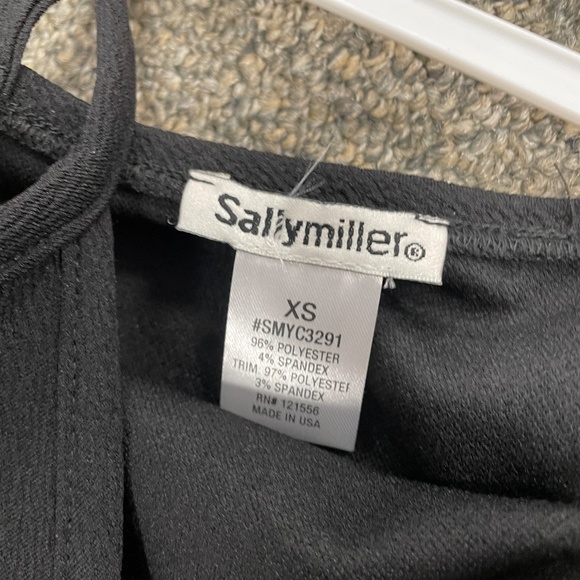 Sallymiller®
XS
#SMYC3291
96% POLYESTER
4% SPANDEX
TRIM: 97% POLYESTER
3% SPANDEX
RN# 121556
MADE IN USA